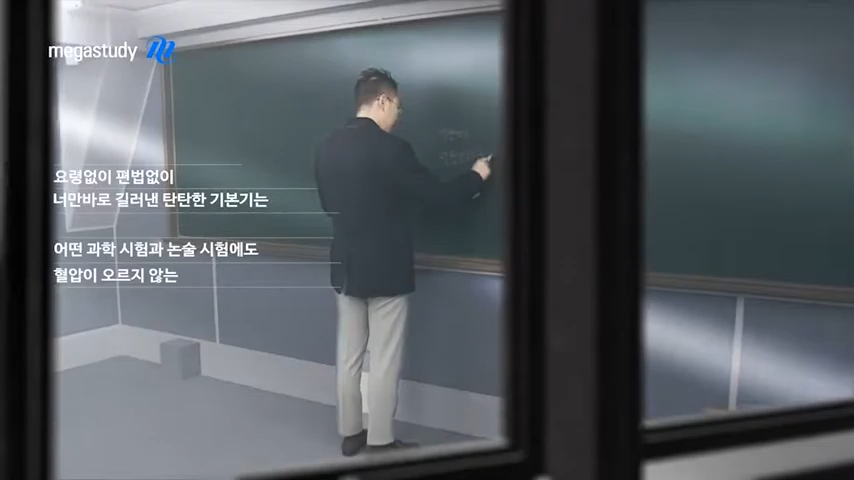 megastudy
요령없이 편법없이
너만바로 길러낸 탄탄한 기본기는
어떤 과학 시험과 논술 시험에도
혈압이 오르지 않는